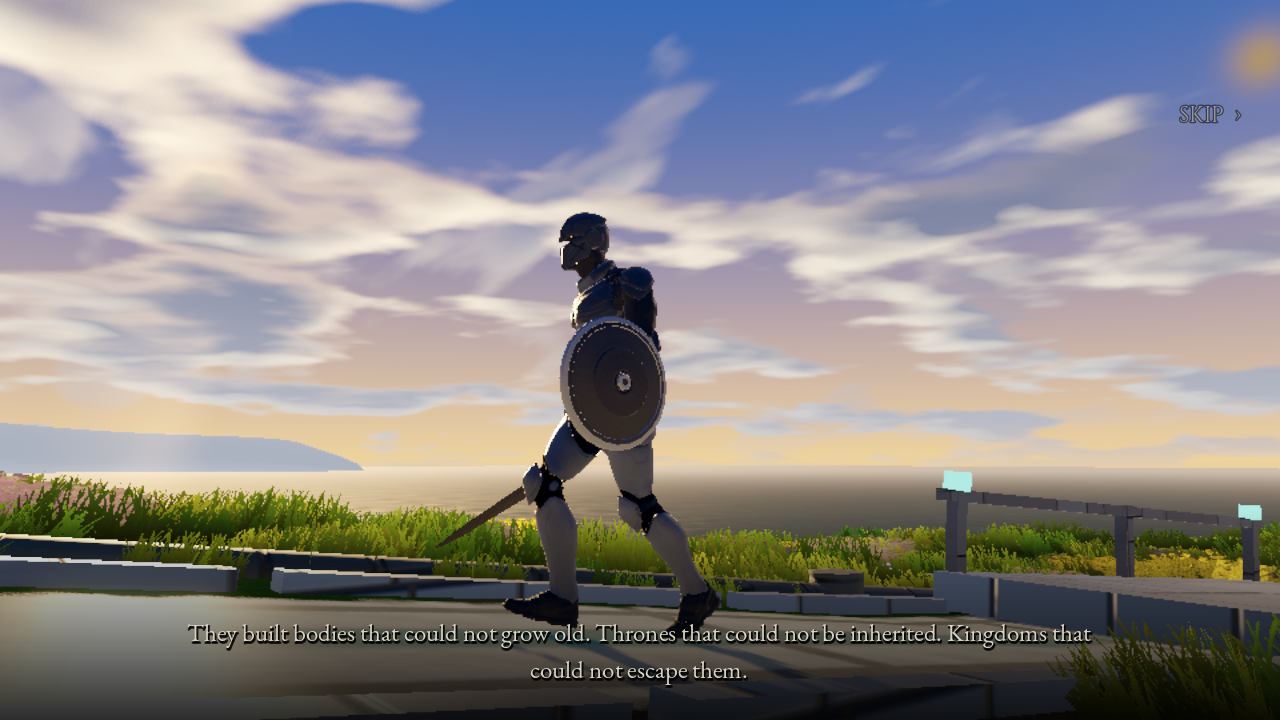 SKIP ›
They built bodies that could not grow old. Thrones that could not be inherited. Kingdoms that
could not escape them.